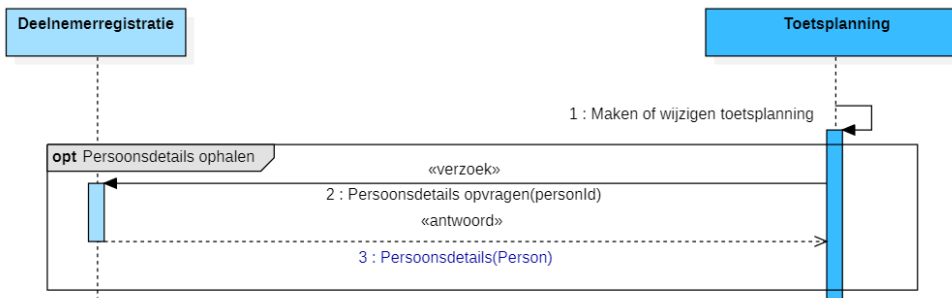 Deelnemerregistratie
Toetsplanning
1 : Maken of wijzigen toetsplanning
opt Persoonsdetails ophalen
«verzoek»
2 : Persoonsdetails opvragen(personId)
«antwoord»
3 : Persoonsdetails(Person)